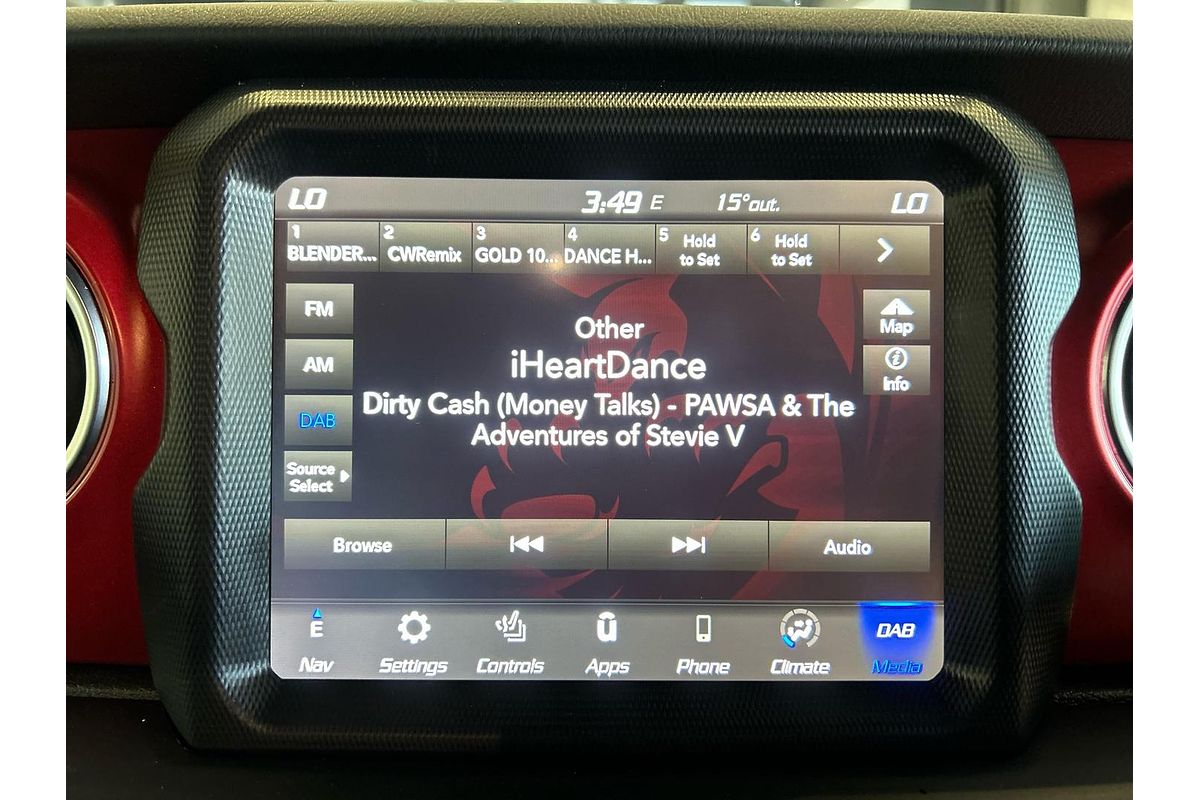 LO 3:49 E 15°out. LO
1 BLENDER... 2 CWRemix 3 GOLD 10... 4 DANCE H... 5 Hold to Set 6 Hold to Set
FM
AM
DAB
Source
Select
Other
iHeartDance
Dirty Cash (Money Talks) - PAWSA & The
Adventures of Stevie V
Map
i
Info
Browse Audio
E u DAB
Nav Settings Controls Apps Phone Climate Media